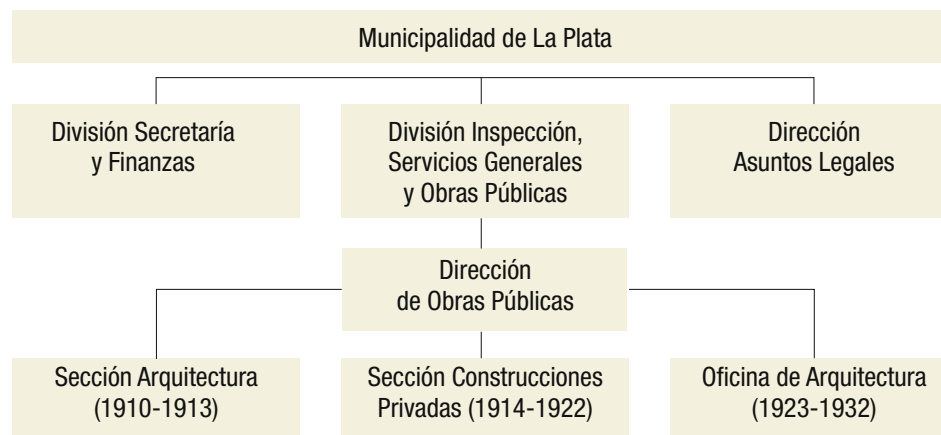 Municipalidad de La Plata
División Secretaría
y Finanzas
División Inspección,
Servicios Generales
y Obras Públicas
Dirección
Asuntos Legales
Dirección
de Obras Públicas
Sección Arquitectura
(1910-1913)
Sección Construcciones
Privadas (1914-1922)
Oficina de Arquitectura
(1923-1932)